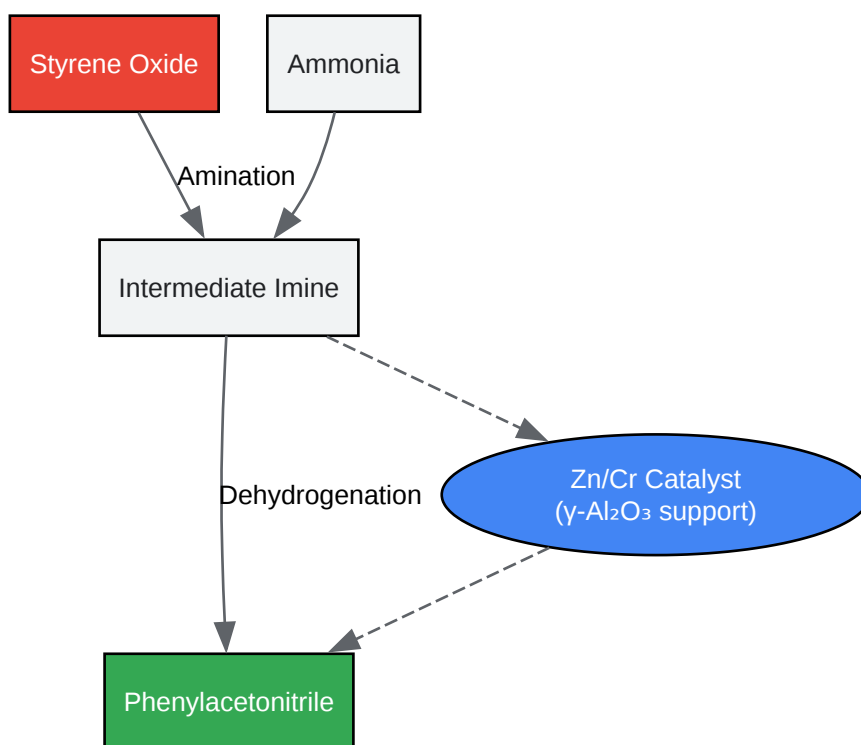 Styrene Oxide
Ammonia
Amination
Intermediate Imine
Zn/Cr Catalyst
(γ-Al₂O₃ support)
Dehydrogenation
Phenylacetonitrile